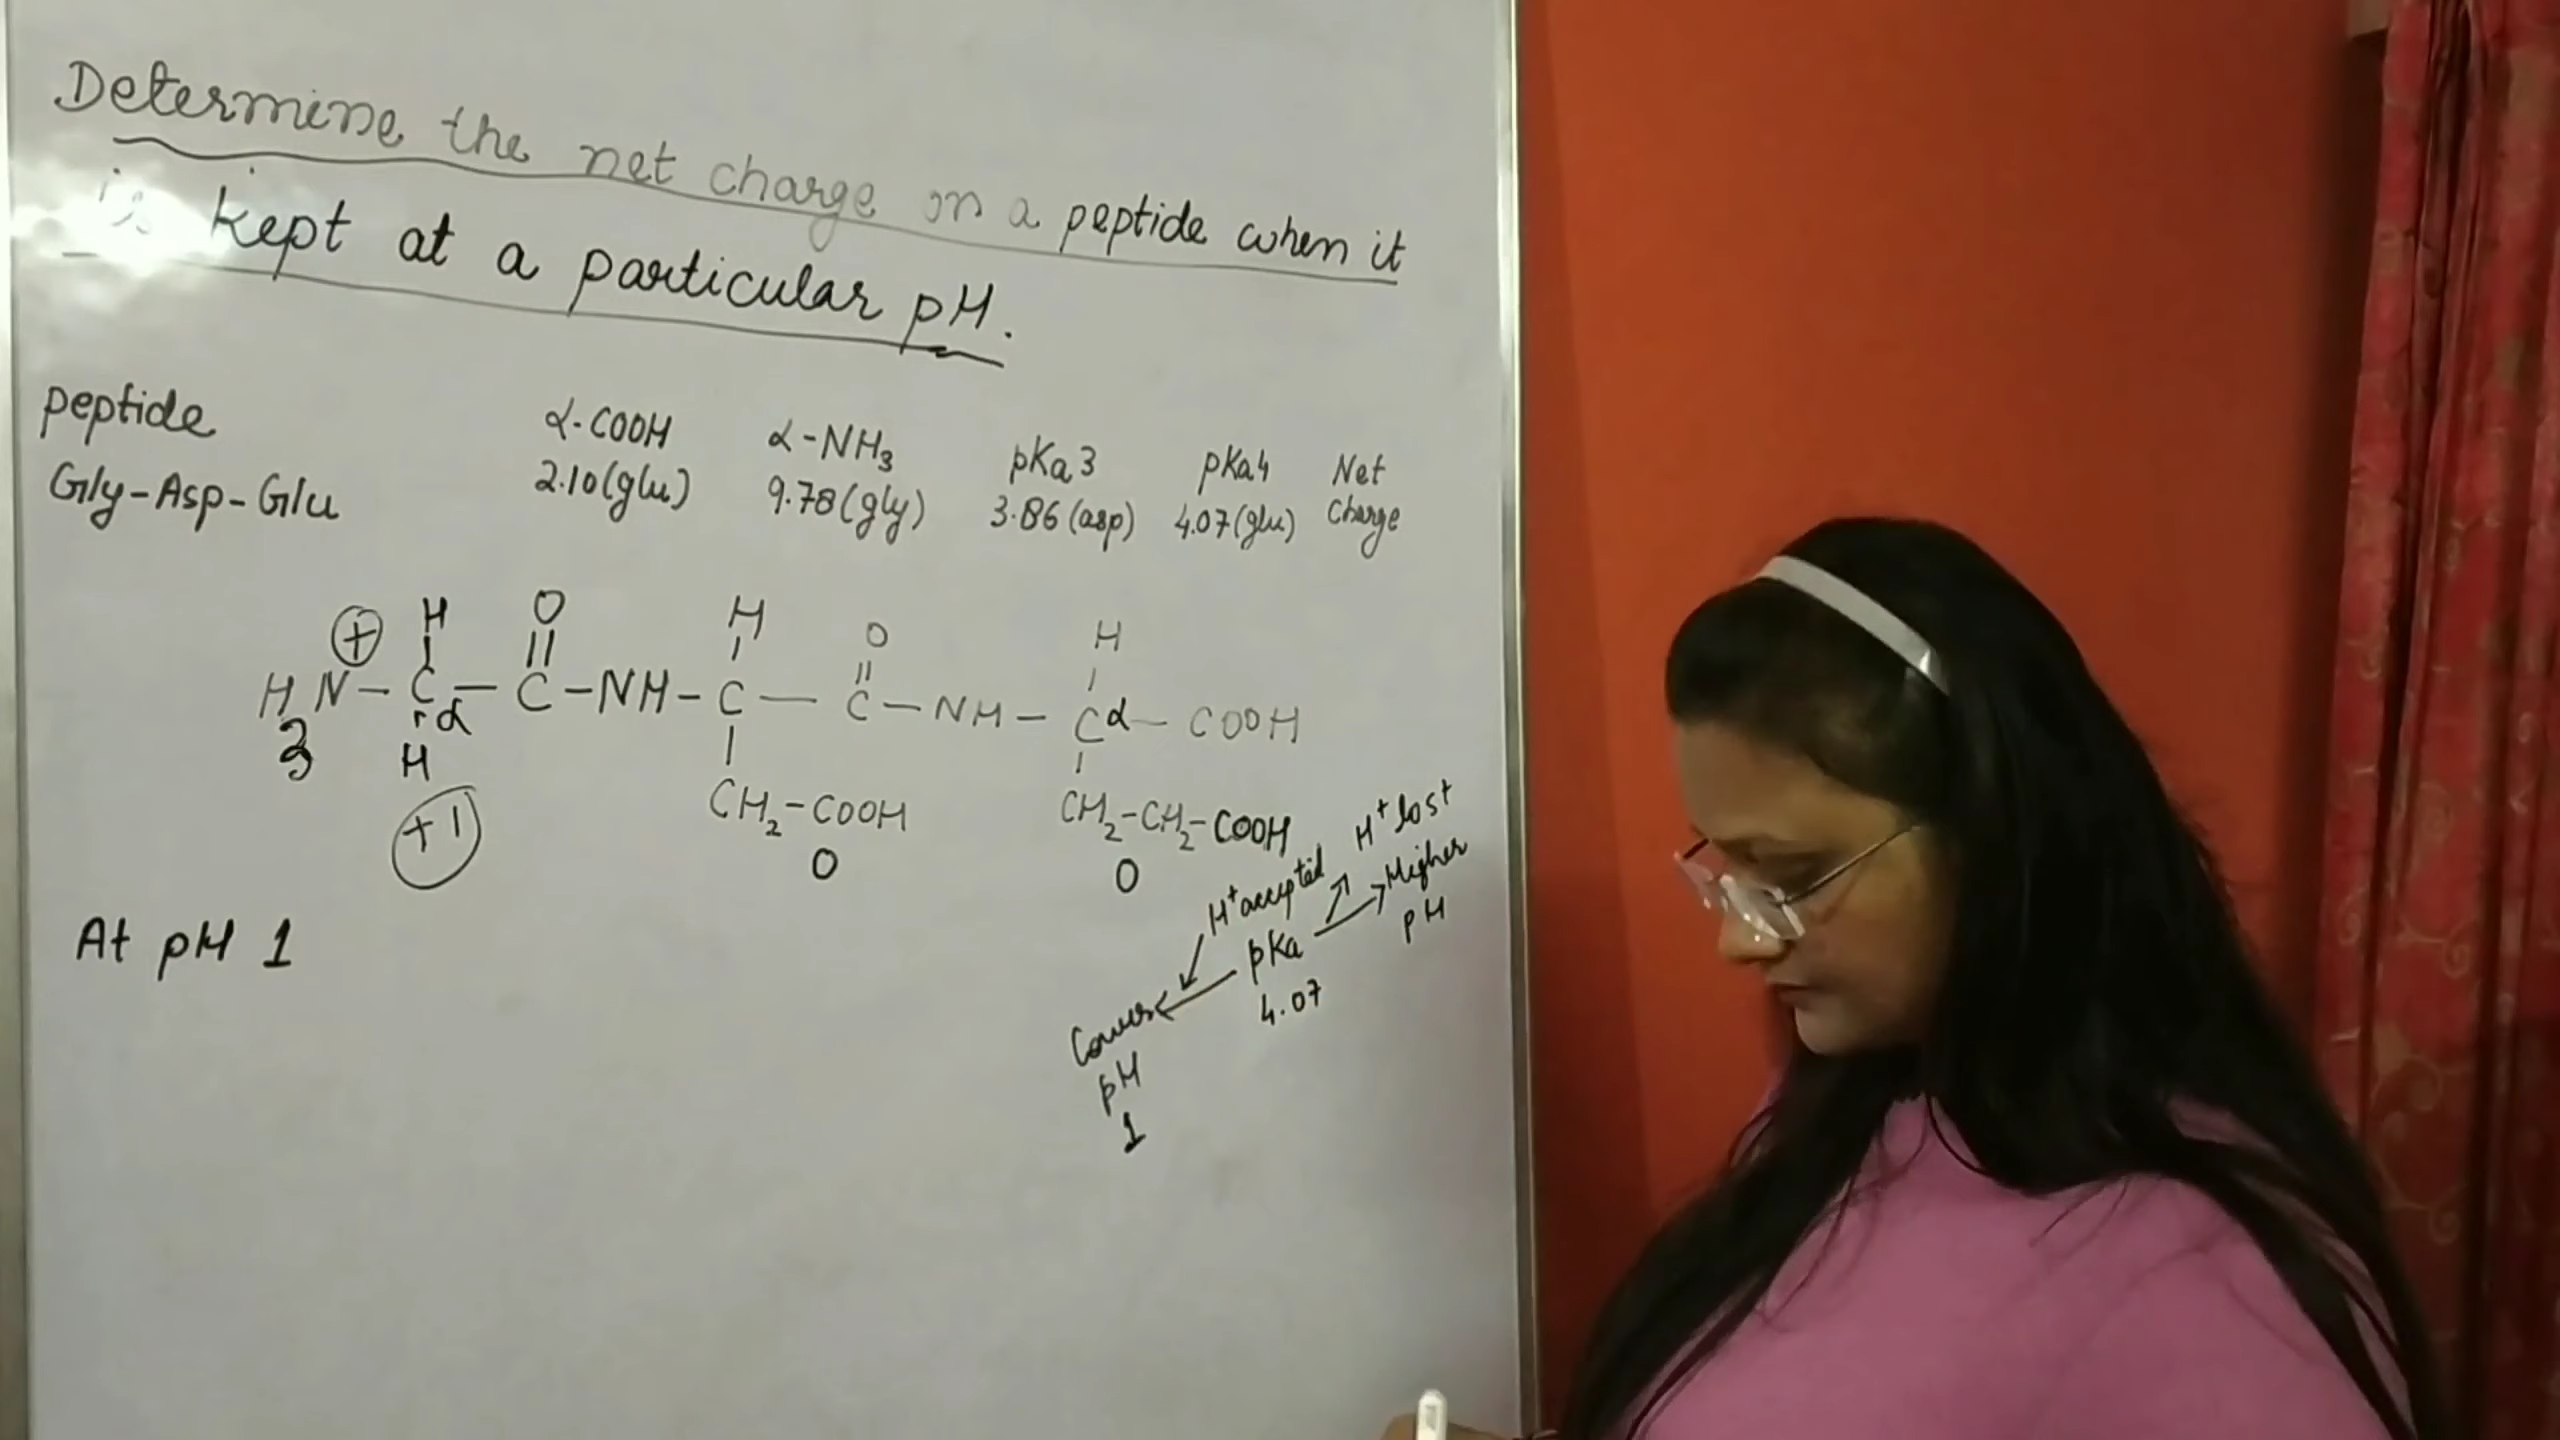 Determine the net charge on a peptide when it
is kept at a particular pH.
peptide
Gly-Asp-Glu
α-COOH
2.10(glu)
α-NH3
9.78(gly)
pKa3
3.86(asp)
pKa4
4.07(glu)
Net
Charge
H O H O H
+
H3N-C-C-NH-C-C-NH-Cα-COOH
α
H CH2-COOH CH2-CH2-COOH
+1 0 0
At pH 1
H+ accepted
H+ lost
pKa
4.07
Higher
pH
Lower
pH
1